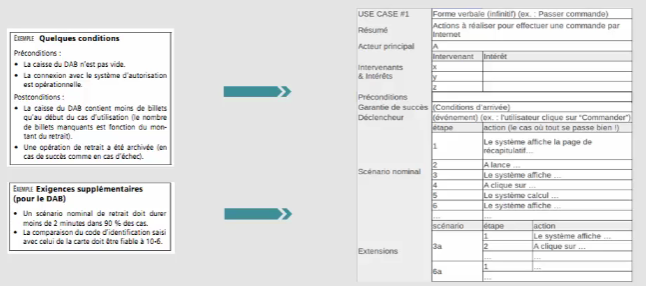 EXEMPLE Quelques conditions
Préconditions :
• La caisse du DAB n'est pas vide.
• La connexion avec le système d'autorisation
est opérationnelle.
Postconditions :
• La caisse du DAB contient moins de billets
qu'au début du cas d'utilisation (le nombre
de billets manquants est fonction du mon-
tant du retrait).
• Une opération de retrait a été archivée (en
cas de succès comme en cas d'échec).
EXEMPLE Exigences supplémentaires
(pour le DAB)
• Un scénario nominal de retrait doit durer
moins de 2 minutes dans 90 % des cas.
• La comparaison du code d'identification saisi
avec celui de la carte doit être fiable à 10-6.
USE CASE #1 Forme verbale (infinitif) (ex. : Passer commande)
Résumé Actions à réaliser pour effectuer une commande par
Internet
Acteur principal A
Intervenants
& Intérêts
Intervenant Intérêt
x
y
z
Préconditions
Garantie de succès (Conditions d'arrivée)
Déclencheur (événement) (ex. : l'utilisateur clique sur "Commander")
Scénario nominal
étape action (le cas où tout se passe bien !)
1 Le système affiche la page de
récapitulatif…
2 A lance …
3 Le système affiche …
4 A clique sur …
5 Le système calcul …
6 Le système affiche …
… …
Extensions
scénario étape action
3a
1 Le système affiche …
2 A clique sur …
… …
6a
1 …
…